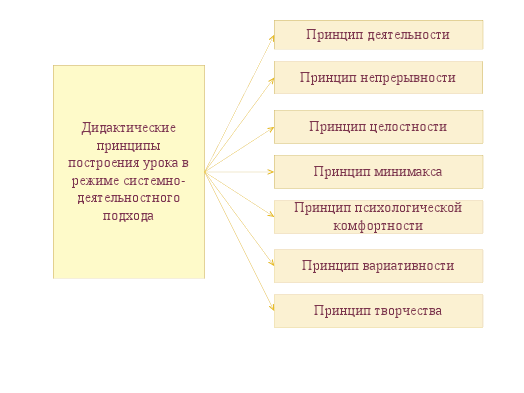 Дидактические
принципы
построения урока в
режиме системно-
деятельностного
подхода
Принцип деятельности
Принцип непрерывности
Принцип целостности
Принцип минимакса
Принцип психологической
комфортности
Принцип вариативности
Принцип творчества